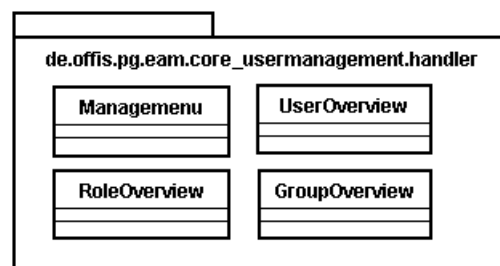 de.offis.pg.eam.core_usermanagement.handler
Managemenu
UserOverview
RoleOverview
GroupOverview